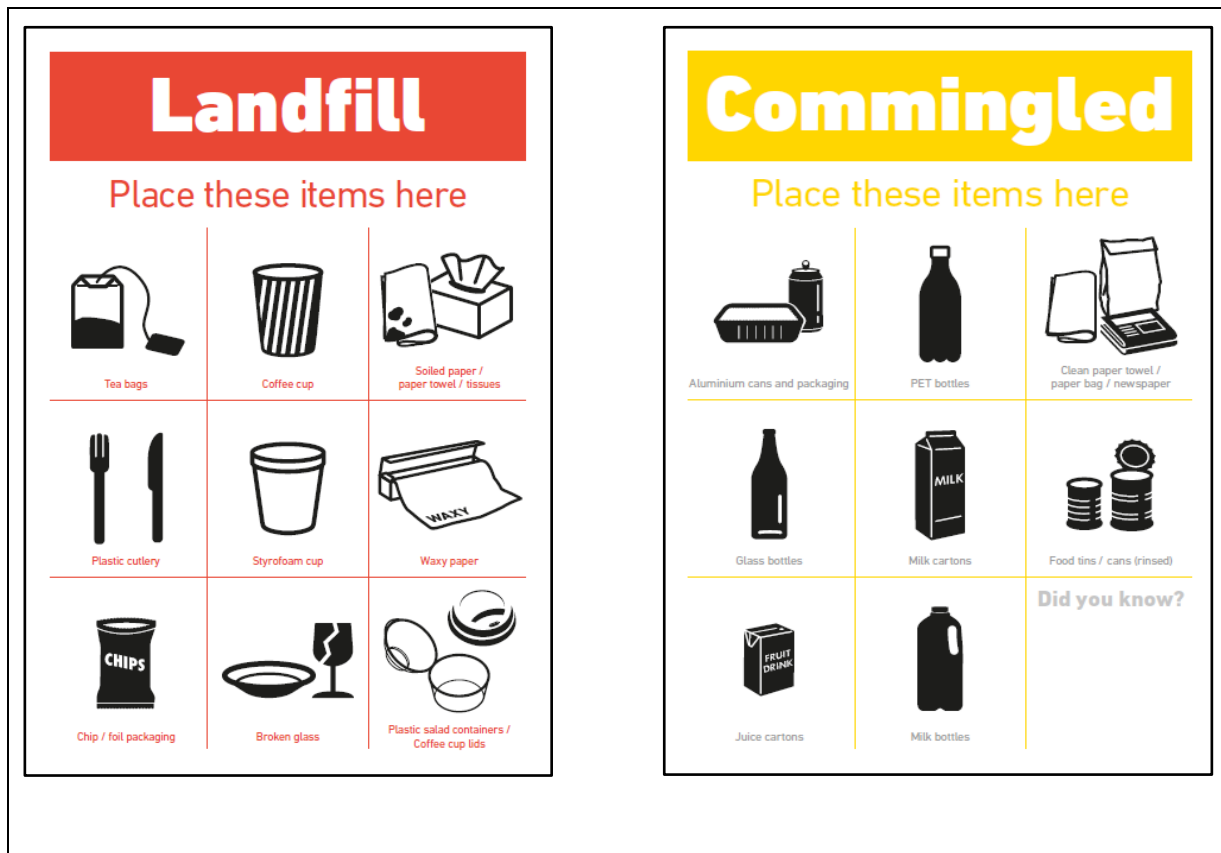 Landfill
Place these items here
Tea bags
Coffee cup
Soiled paper /
paper towel / tissues
Plastic cutlery
Styrofoam cup
WAXY
Waxy paper
CHIPS
Chip / foil packaging
Broken glass
Plastic salad containers /
Coffee cup lids
Commingled
Place these items here
Aluminium cans and packaging
PET bottles
Clean paper towel /
paper bag / newspaper
Glass bottles
MILK
Milk cartons
Food tins / cans (rinsed)
FRUIT
DRINK
Juice cartons
Milk bottles
Did you know?